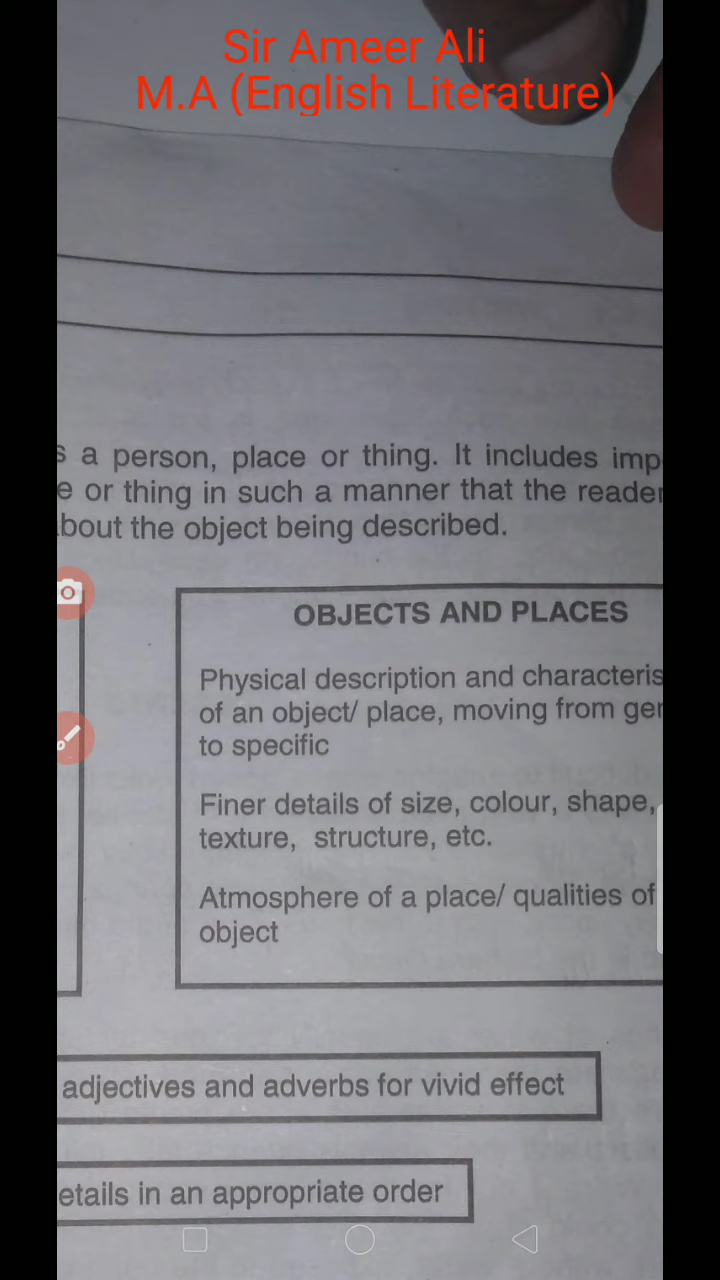 Sir Ameer Ali
M.A (English Literature)
a person, place or thing. It includes
or thing in such a manner that the
the object being described.
OBJECTS AND PLACES
Physical description and
of an object/ place, moving from
to specific
Finer details of size, colour, shape,
texture, structure, etc.
Atmosphere of a place/ qualities of
object
adjectives and adverbs for vivid effect
in an appropriate order